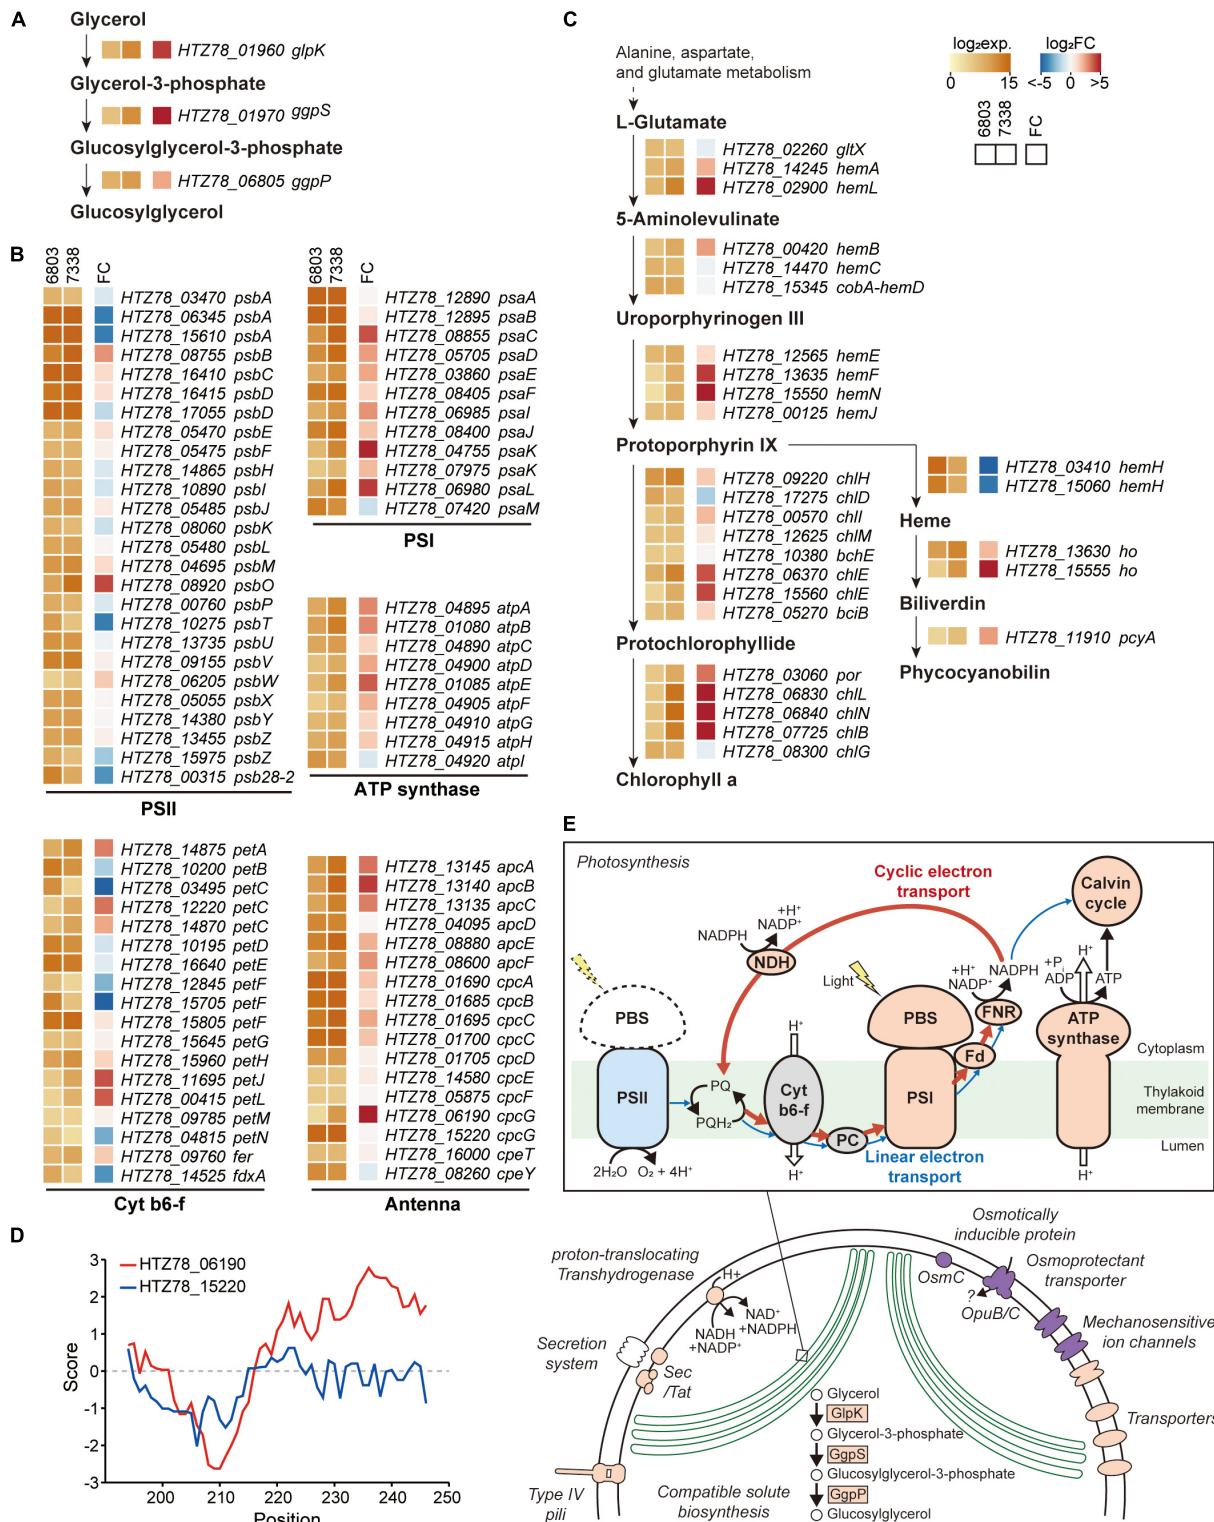 A
Glycerol
HTZ78_01960 glpK
Glycerol-3-phosphate
HTZ78_01970 ggpS
Glucosylglycerol-3-phosphate
HTZ78_06805 ggpP
Glucosylglycerol
B
6803
7338
FC
HTZ78_03470 psbA
HTZ78_06345 psbA
HTZ78_15610 psbA
HTZ78_08755 psbB
HTZ78_16410 psbC
HTZ78_16415 psbD
HTZ78_17055 psbD
HTZ78_05470 psbE
HTZ78_05475 psbF
HTZ78_14865 psbH
HTZ78_10890 psbI
HTZ78_05485 psbJ
HTZ78_08060 psbK
HTZ78_05480 psbL
HTZ78_04695 psbM
HTZ78_08920 psbO
HTZ78_00760 psbP
HTZ78_10275 psbT
HTZ78_13735 psbU
HTZ78_09155 psbV
HTZ78_06205 psbW
HTZ78_05055 psbX
HTZ78_14380 psbY
HTZ78_13455 psbZ
HTZ78_15975 psbZ
HTZ78_00315 psb28-2
PSII
6803
7338
FC
HTZ78_12890 psaA
HTZ78_12895 psaB
HTZ78_08855 psaC
HTZ78_05705 psaD
HTZ78_03860 psaE
HTZ78_08405 psaF
HTZ78_06985 psaI
HTZ78_08400 psaJ
HTZ78_04755 psaK
HTZ78_07975 psaK
HTZ78_06980 psaL
HTZ78_07420 psaM
PSI
HTZ78_04895 atpA
HTZ78_01080 atpB
HTZ78_04890 atpC
HTZ78_04900 atpD
HTZ78_01085 atpE
HTZ78_04905 atpF
HTZ78_04910 atpG
HTZ78_04915 atpH
HTZ78_04920 atpI
ATP synthase
HTZ78_14875 petA
HTZ78_10200 petB
HTZ78_03495 petC
HTZ78_12220 petC
HTZ78_14870 petC
HTZ78_10195 petD
HTZ78_16640 petE
HTZ78_12845 petF
HTZ78_15705 petF
HTZ78_15805 petF
HTZ78_15645 petG
HTZ78_15960 petH
HTZ78_11695 petJ
HTZ78_00415 petL
HTZ78_09785 petM
HTZ78_04815 petN
HTZ78_09760 fer
HTZ78_14525 fdxA
Cyt b6-f
HTZ78_13145 apcA
HTZ78_13140 apcB
HTZ78_13135 apcC
HTZ78_04095 apcD
HTZ78_08880 apcE
HTZ78_08600 apcF
HTZ78_01690 cpcA
HTZ78_01685 cpcB
HTZ78_01695 cpcC
HTZ78_01700 cpcC
HTZ78_01705 cpcD
HTZ78_14580 cpcE
HTZ78_05875 cpcF
HTZ78_06190 cpcG
HTZ78_15220 cpcG
HTZ78_16000 cpeT
HTZ78_08260 cpeY
Antenna
C
Alanine, aspartate,
and glutamate metabolism
log₂exp.
0 15
log₂FC
<-5 0 >5
6803
7338
FC
L-Glutamate
HTZ78_02260 gltX
HTZ78_14245 hemA
HTZ78_02900 hemL
5-Aminolevulinate
HTZ78_00420 hemB
HTZ78_14470 hemC
HTZ78_15345 cobA-hemD
Uroporphyrinogen III
HTZ78_12565 hemE
HTZ78_13635 hemF
HTZ78_15550 hemN
HTZ78_00125 hemJ
Protoporphyrin IX
HTZ78_09220 chlH
HTZ78_17275 chlD
HTZ78_00570 chlI
HTZ78_12625 chlM
HTZ78_10380 bchE
HTZ78_06370 chlE
HTZ78_15560 chlE
HTZ78_05270 bciB
Protochlorophyllide
HTZ78_03060 por
HTZ78_06830 chlL
HTZ78_06840 chlN
HTZ78_07725 chlB
HTZ78_08300 chlG
Chlorophyll a
HTZ78_03410 hemH
HTZ78_15060 hemH
Heme
HTZ78_13630 ho
HTZ78_15555 ho
Biliverdin
HTZ78_11910 pcyA
Phycocyanobilin
D
HTZ78_06190
HTZ78_15220
Score
3
2
1
0
-1
-2
-3
200 210 220 230 240 250
Position
E
Photosynthesis
Cyclic electron
transport
Calvin
cycle
NADPH
+H⁺
NADP⁺
NDH
Light
PBS
PBS
+H⁺
NADP⁺
NADPH
FNR
Fd
+Pi
ADP
H⁺
ATP
ATP
synthase
Cytoplasm
Thylakoid
membrane
Lumen
PSII
PQ
PQH₂
H⁺
Cyt
b6-f
H⁺
PC
PSI
Linear electron
transport
2H₂O
O₂ + 4H⁺
H⁺
proton-translocating
Transhydrogenase
H+
NAD⁺
+NADPH
NADH
+NADP⁺
Secretion
system
Sec
/Tat
Type IV
pili
Compatible solute
biosynthesis
Glycerol
GlpK
Glycerol-3-phosphate
GgpS
Glucosylglycerol-3-phosphate
GgpP
Glucosylglycerol
Osmotically
inducible protein
OsmC
Osmoprotectant
transporter
?
OpuB/C
Mechanosensitive
ion channels
Transporters